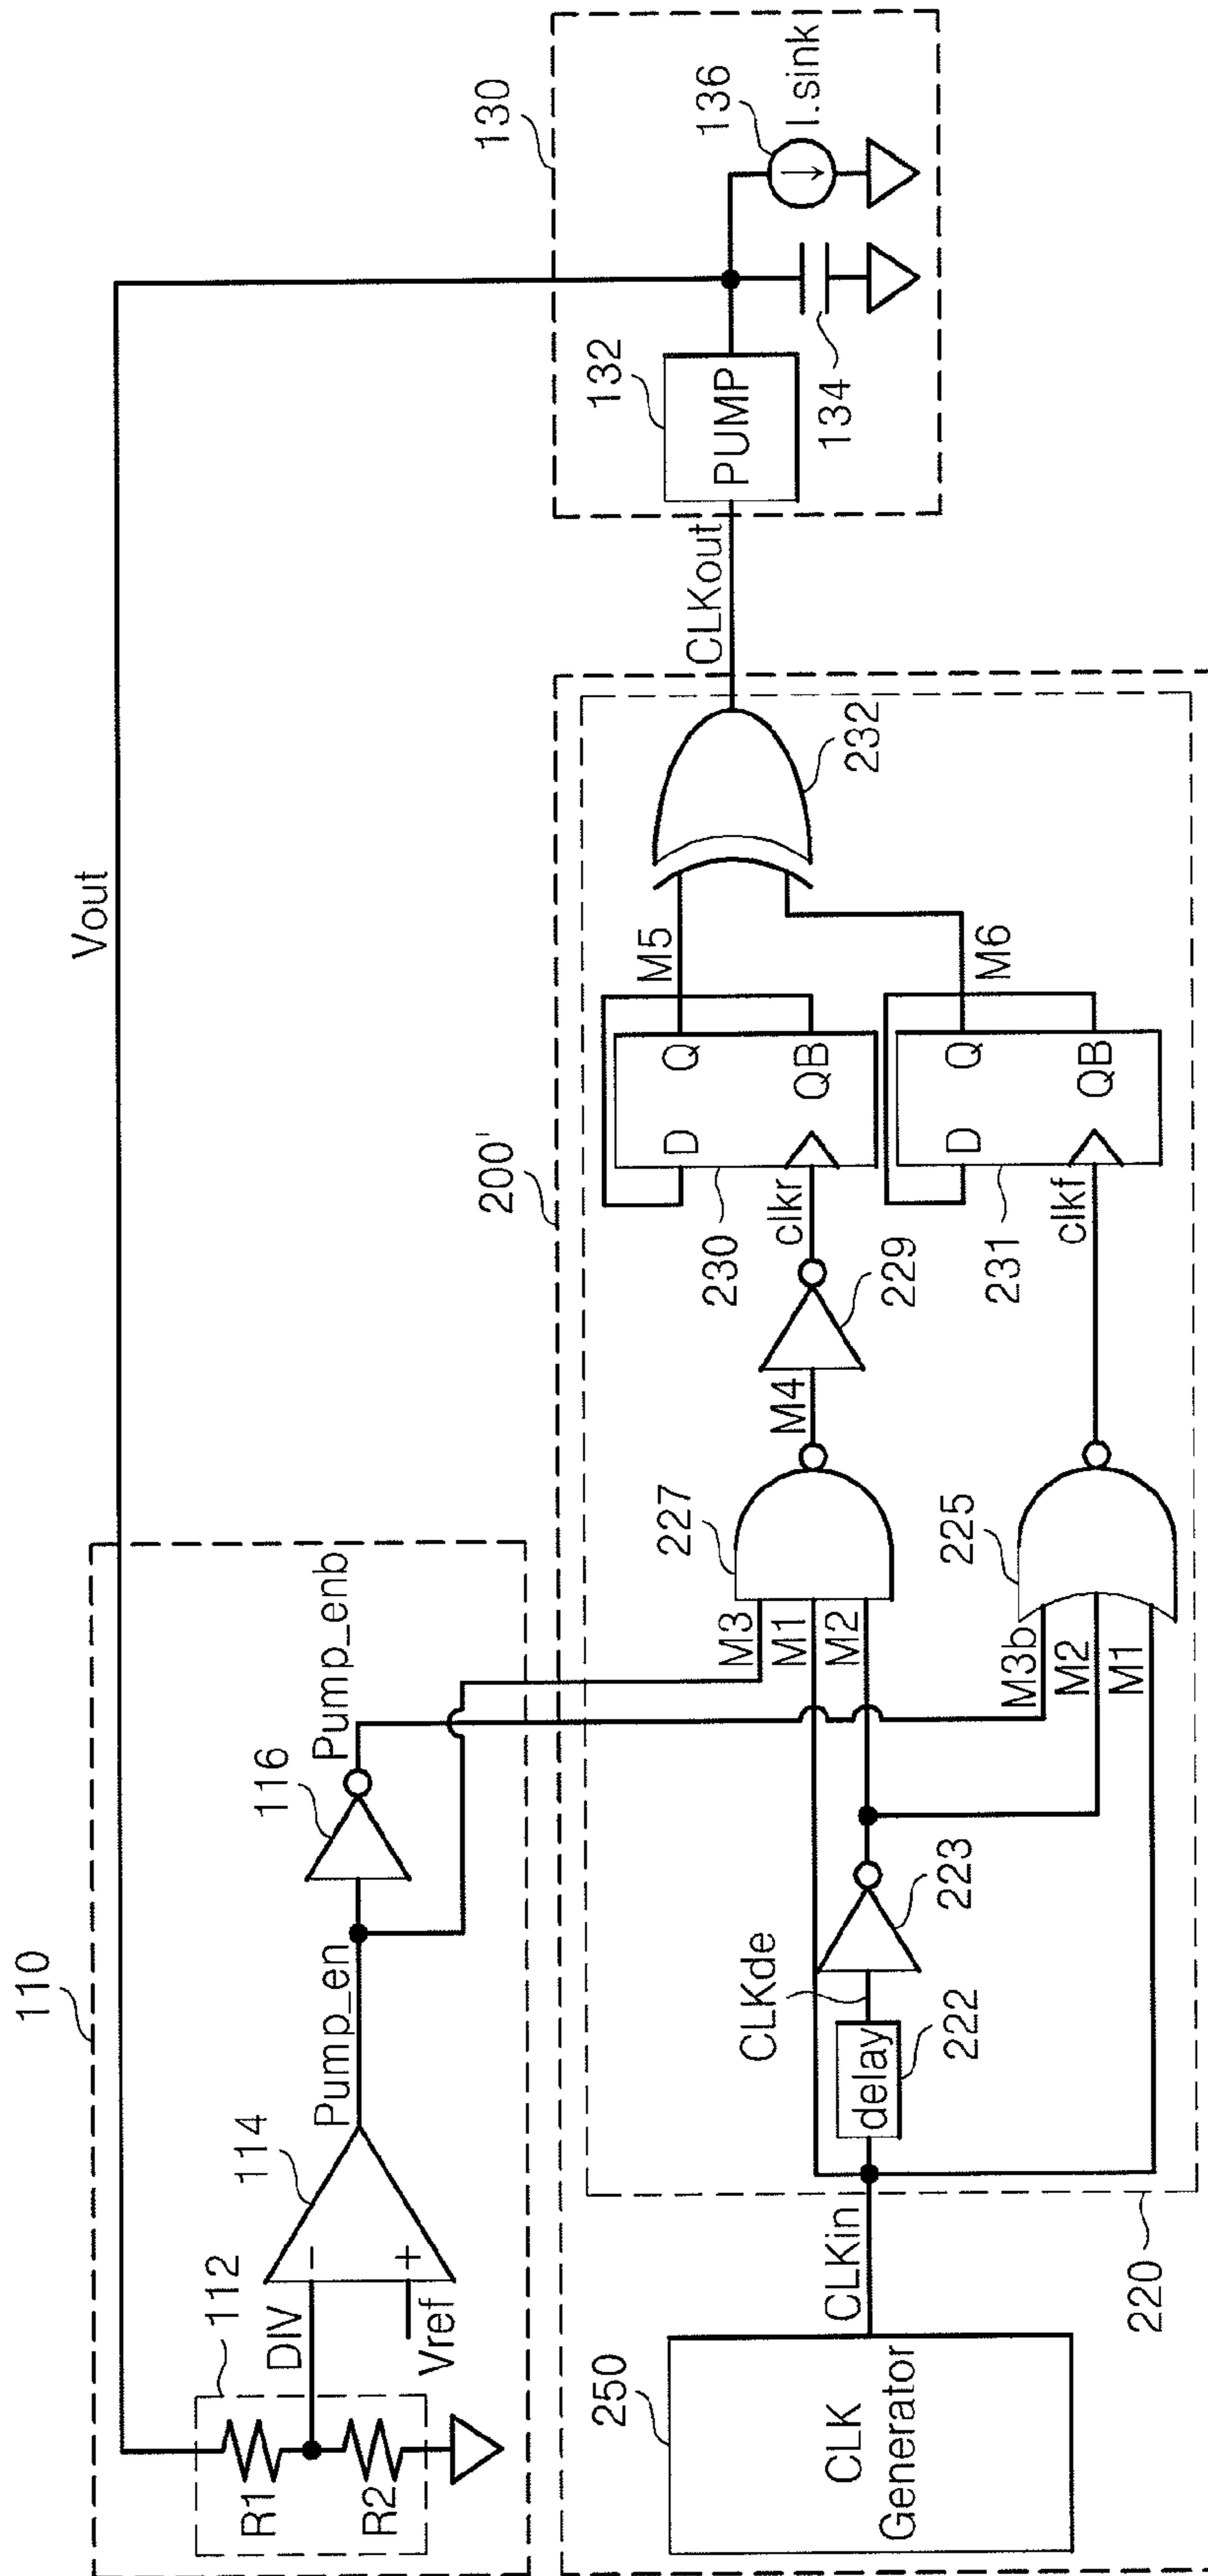 Vout
110
112
R1
R2
DIV
Vref
-
+
114
Pump_en
116
Pump_enb
130
132
PUMP
134
136
I.sink
CLKout
200'
250
CLK
Generator
CLKin
220
delay
222
CLKde
223
M3
M1
M2
227
M3b
M2
M1
225
M4
229
clkr
clkf
230
D
Q
QB
231
D
Q
QB
M5
M6
232